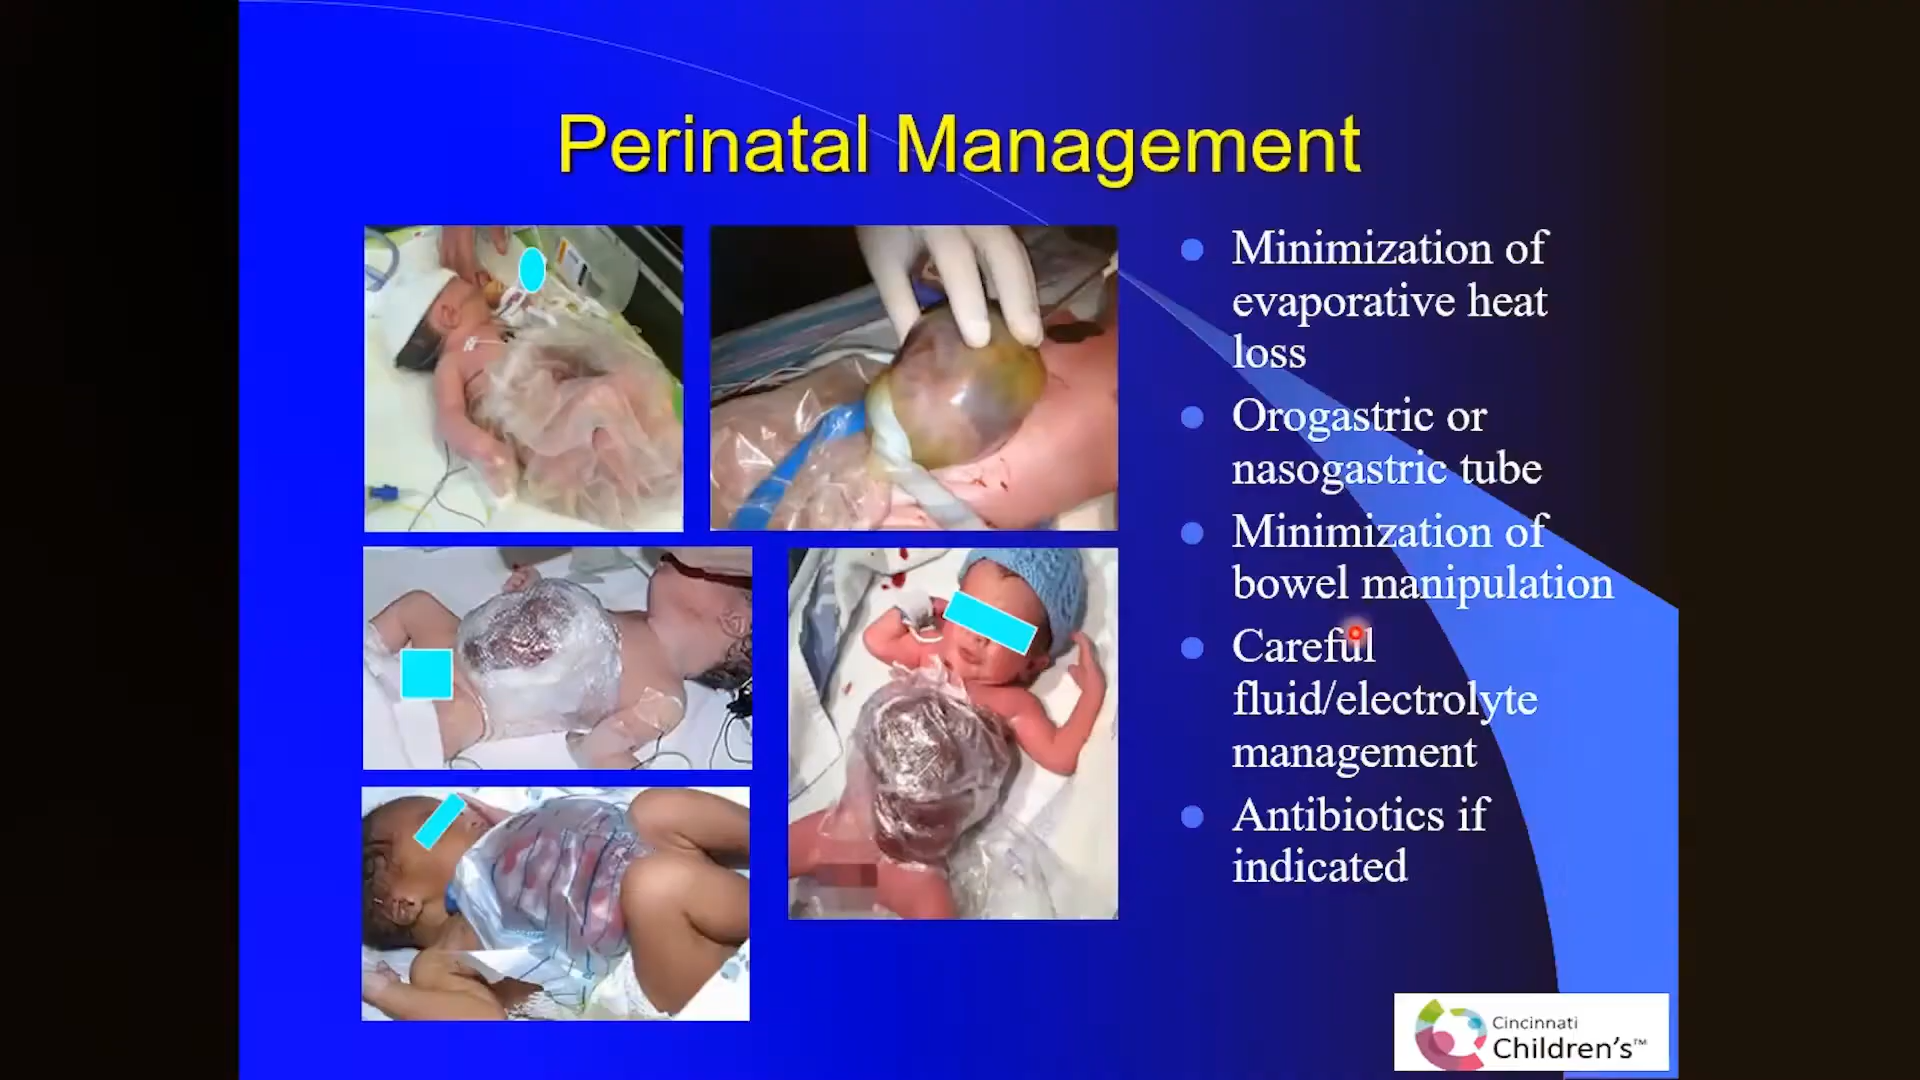 Perinatal Management
Minimization of
evaporative heat
loss
Orogastric or
nasogastric tube
Minimization of
bowel manipulation
Careful
fluid/electrolyte
management
Antibiotics if
indicated
Cincinnati
Children's™